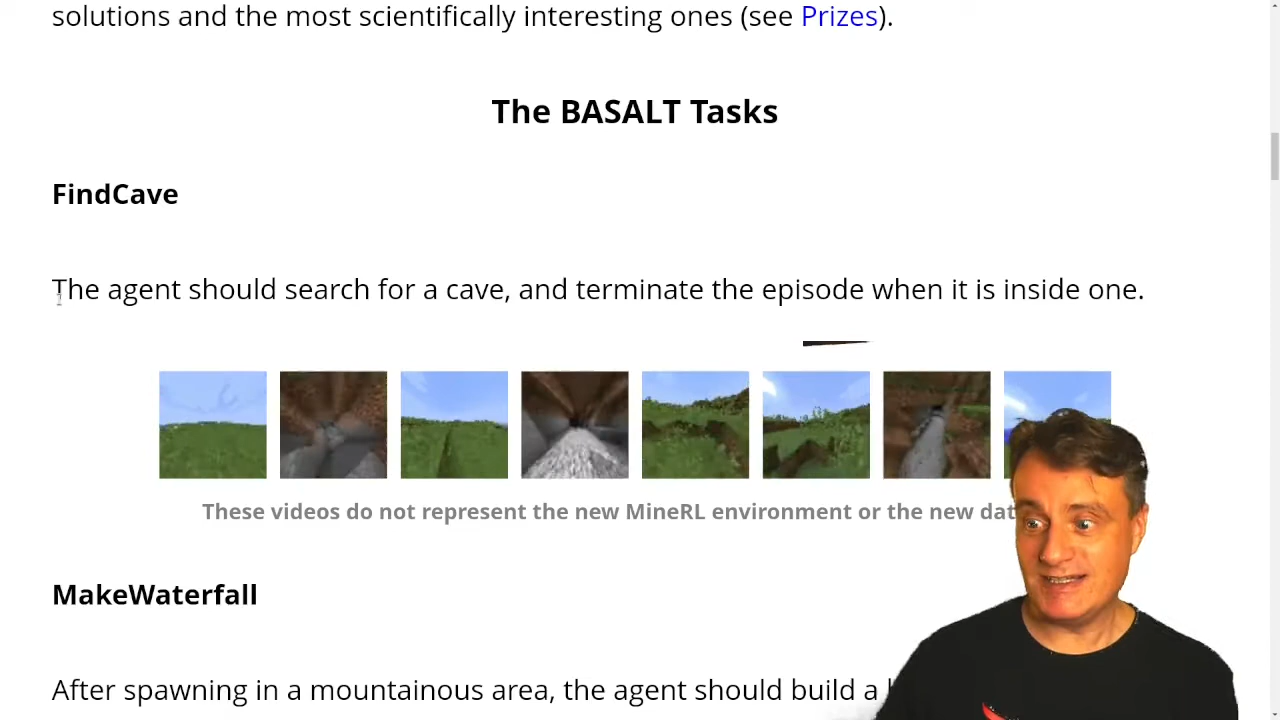 solutions and the most scientifically interesting ones (see Prizes).
The BASALT Tasks
FindCave
The agent should search for a cave, and terminate the episode when it is inside one.
These videos do not represent the new MineRL environment or the new
MakeWaterfall
After spawning in a mountainous area, the agent should build a